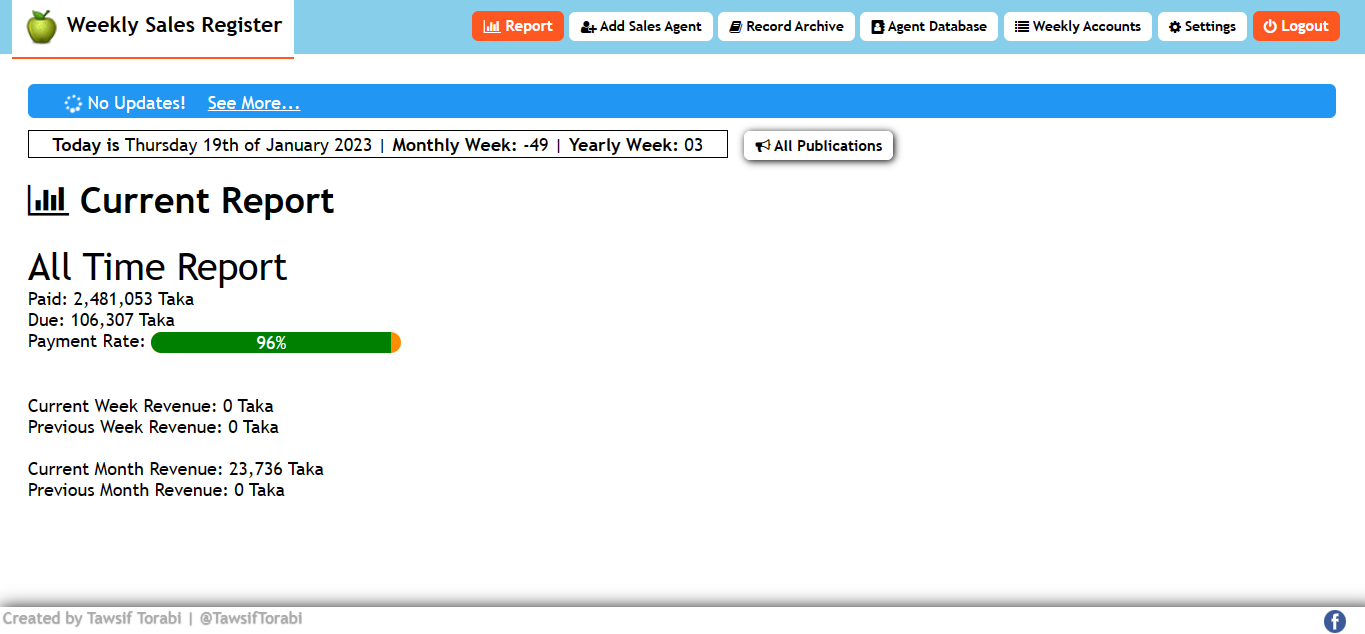 Weekly Sales Register
Report Add Sales Agent Record Archive Agent Database Weekly Accounts Settings Logout
No Updates! See More...
Today is Thursday 19th of January 2023 | Monthly Week: -49 | Yearly Week: 03
All Publications
Current Report
All Time Report
Paid: 2,481,053 Taka
Due: 106,307 Taka
Payment Rate: 96%
Current Week Revenue: 0 Taka
Previous Week Revenue: 0 Taka
Current Month Revenue: 23,736 Taka
Previous Month Revenue: 0 Taka
Created by Tawsif Torabi | @TawsifTorabi